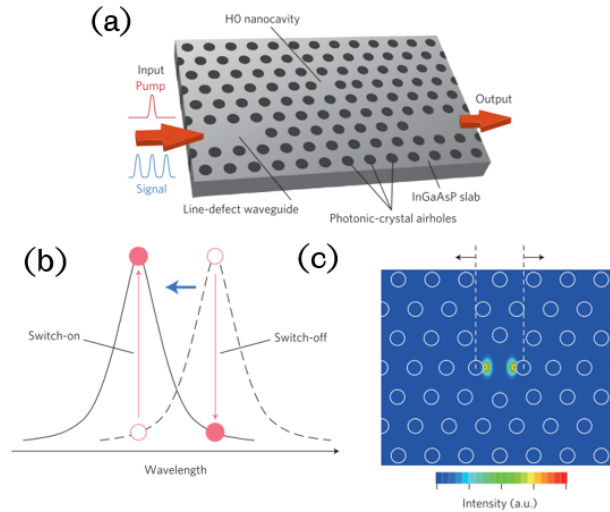 (a)
H0 nanocavity
Input
Pump
Output
Signal
InGaAsP slab
Line-defect waveguide
Photonic-crystal airholes
(b)
(c)
Switch-on
Switch-off
Wavelength
Intensity (a.u.)